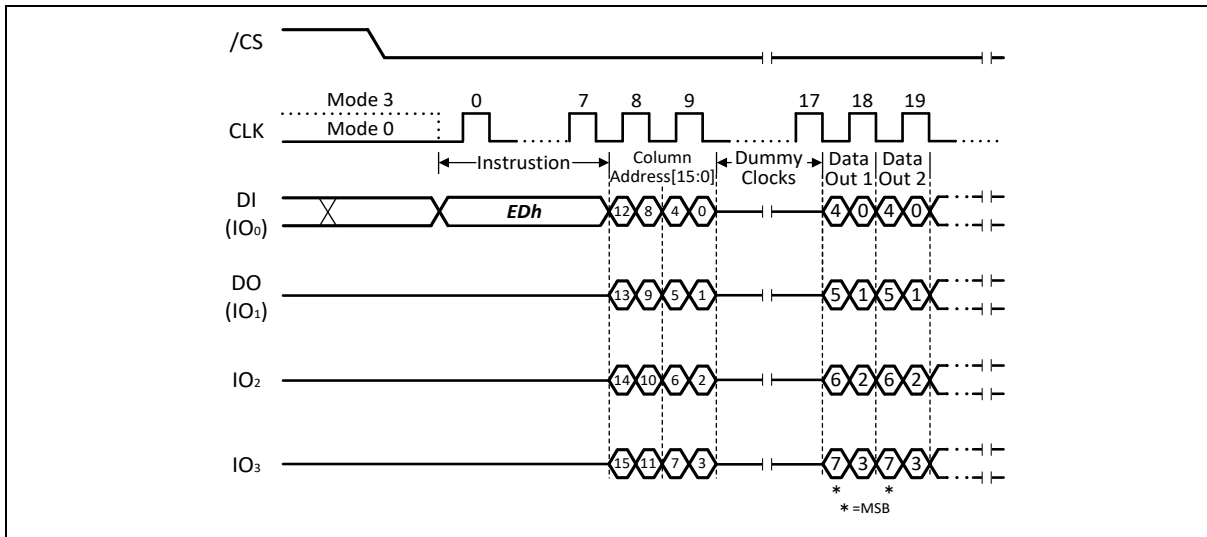 /CS
Mode 3
0
7
8
9
17
18
19
CLK
Mode 0
Instrustion
Column
Address[15:0]
Dummy
Clocks
Data
Out 1
Data
Out 2
DI
(IO₀)
EDh
12 8 4 0
4 0 4 0
DO
(IO₁)
13 9 5 1
5 1 5 1
IO₂
14 10 6 2
6 2 6 2
IO₃
15 11 7 3
7 3 7 3
* *
* =MSB